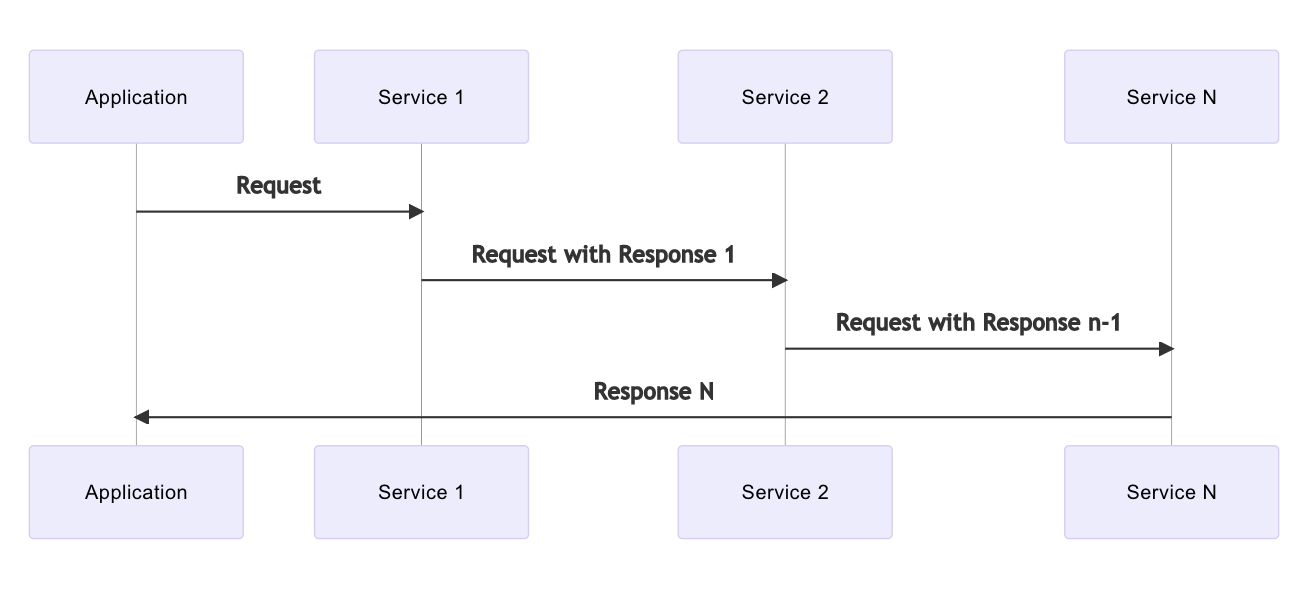 Application
Service 1
Service 2
Service N
Request
Request with Response 1
Request with Response n-1
Response N
Application
Service 1
Service 2
Service N